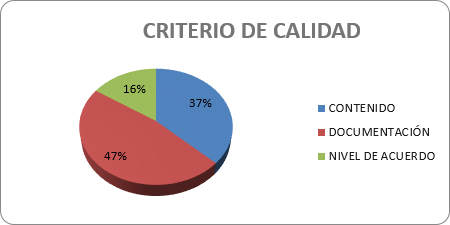 CRITERIO DE CALIDAD
16%
37%
47%
CONTENIDO
DOCUMENTACIÓN
NIVEL DE ACUERDO